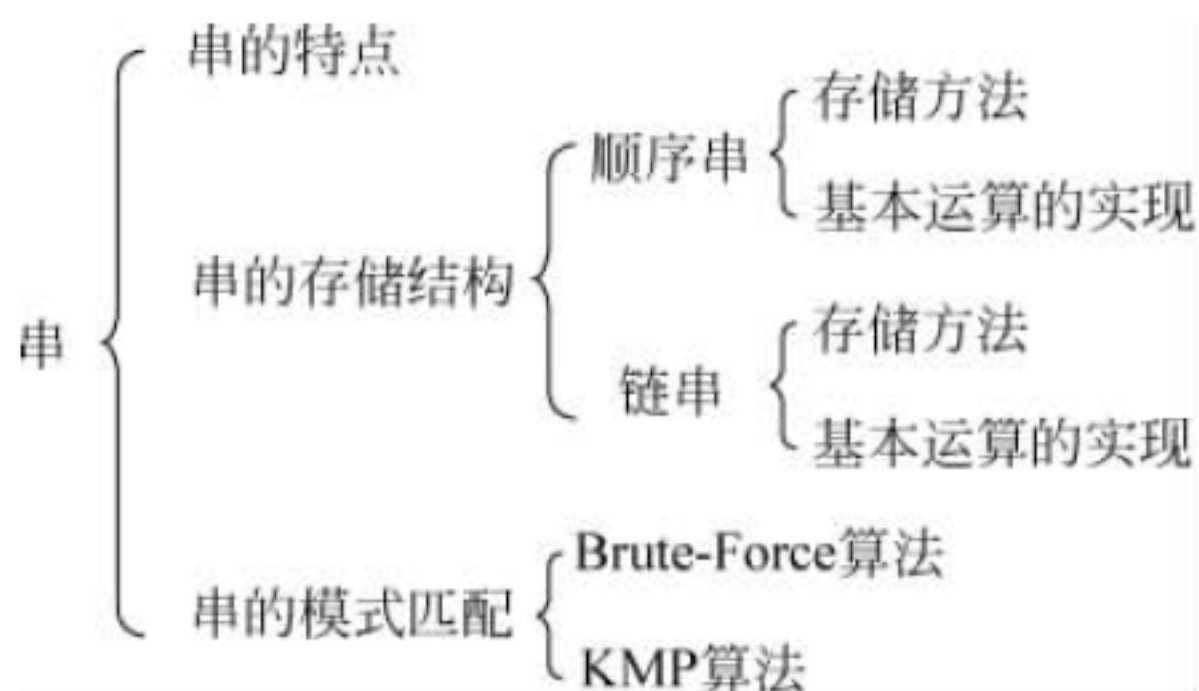 串
串的特点
串的存储结构
顺序串
存储方法
基本运算的实现
链串
存储方法
基本运算的实现
串的模式匹配
Brute-Force算法
KMP算法